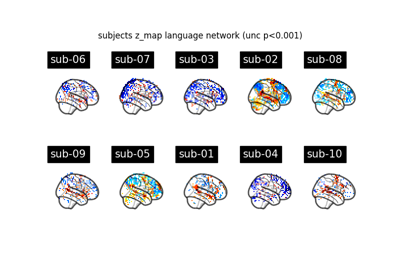 subjects z_map language network (unc p<0.001)
sub-06 sub-07 sub-03 sub-02 sub-08
sub-09 sub-05 sub-01 sub-04 sub-10